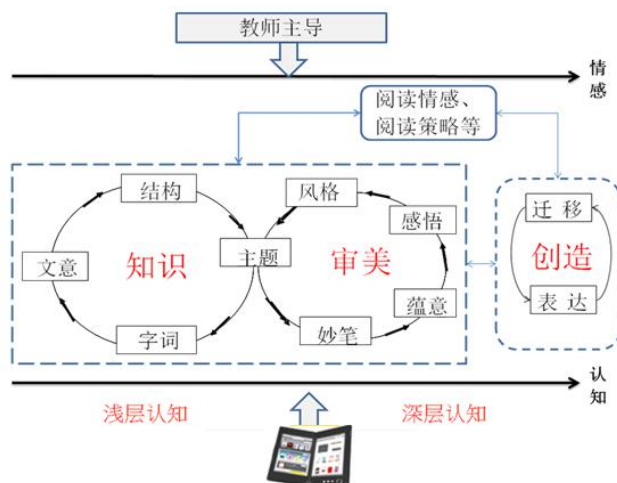 教师主导
情感
阅读情感、
阅读策略等
结构
风格
感悟
迁 移
文意
知识
主题
审美
创造
蕴意
表 达
字词
妙笔
认知
浅层认知
深层认知